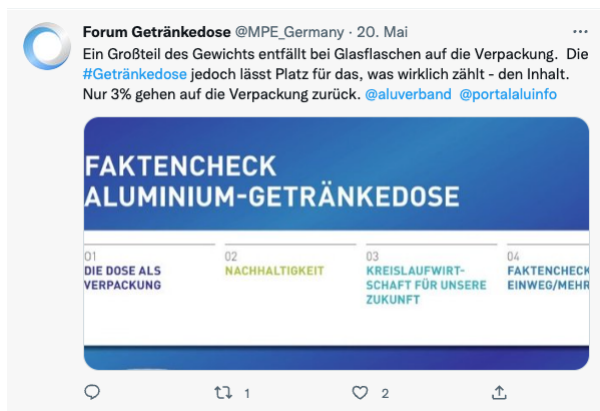 Forum Getränkedose @MPE_Germany · 20. Mai
Ein Großteil des Gewichts entfällt bei Glasflaschen auf die Verpackung. Die
#Getränkedose jedoch lässt Platz für das, was wirklich zählt - den Inhalt.
Nur 3% gehen auf die Verpackung zurück. @aluverband @portalaluinfo
FAKTENCHECK
ALUMINIUM-GETRÄNKEDOSE
01
DIE DOSE ALS
VERPACKUNG
02
NACHHALTIGKEIT
03
KREISLAUFWIRT-
SCHAFT FÜR UNSERE
ZUKUNFT
04
FAKTENCHECK
EINWEG/MEHR
1
2